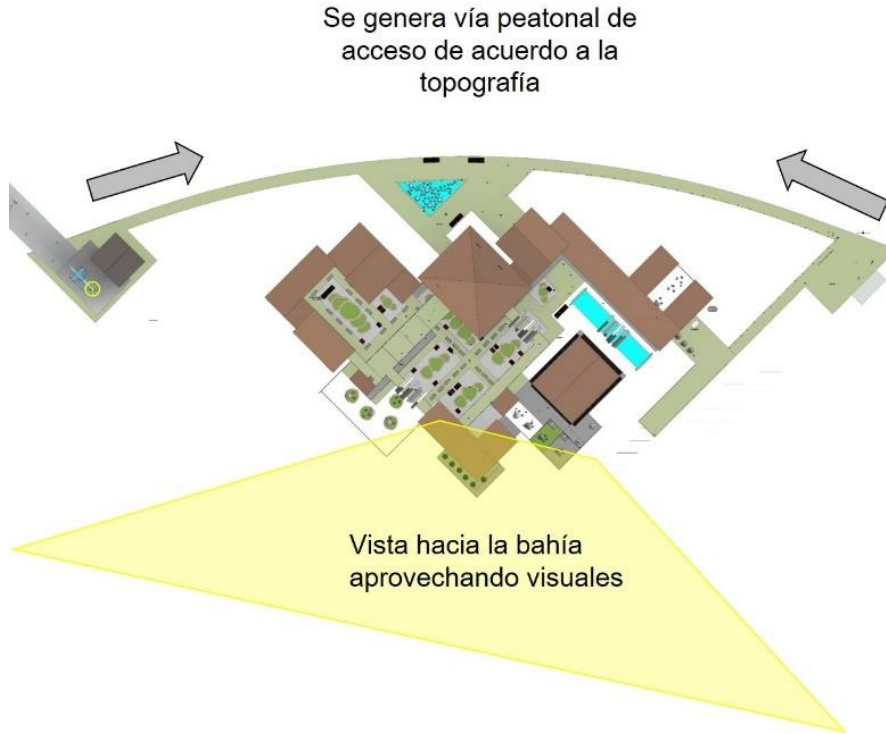 Se genera vía peatonal de
acceso de acuerdo a la
topografía
Vista hacia la bahía
aprovechando visuales